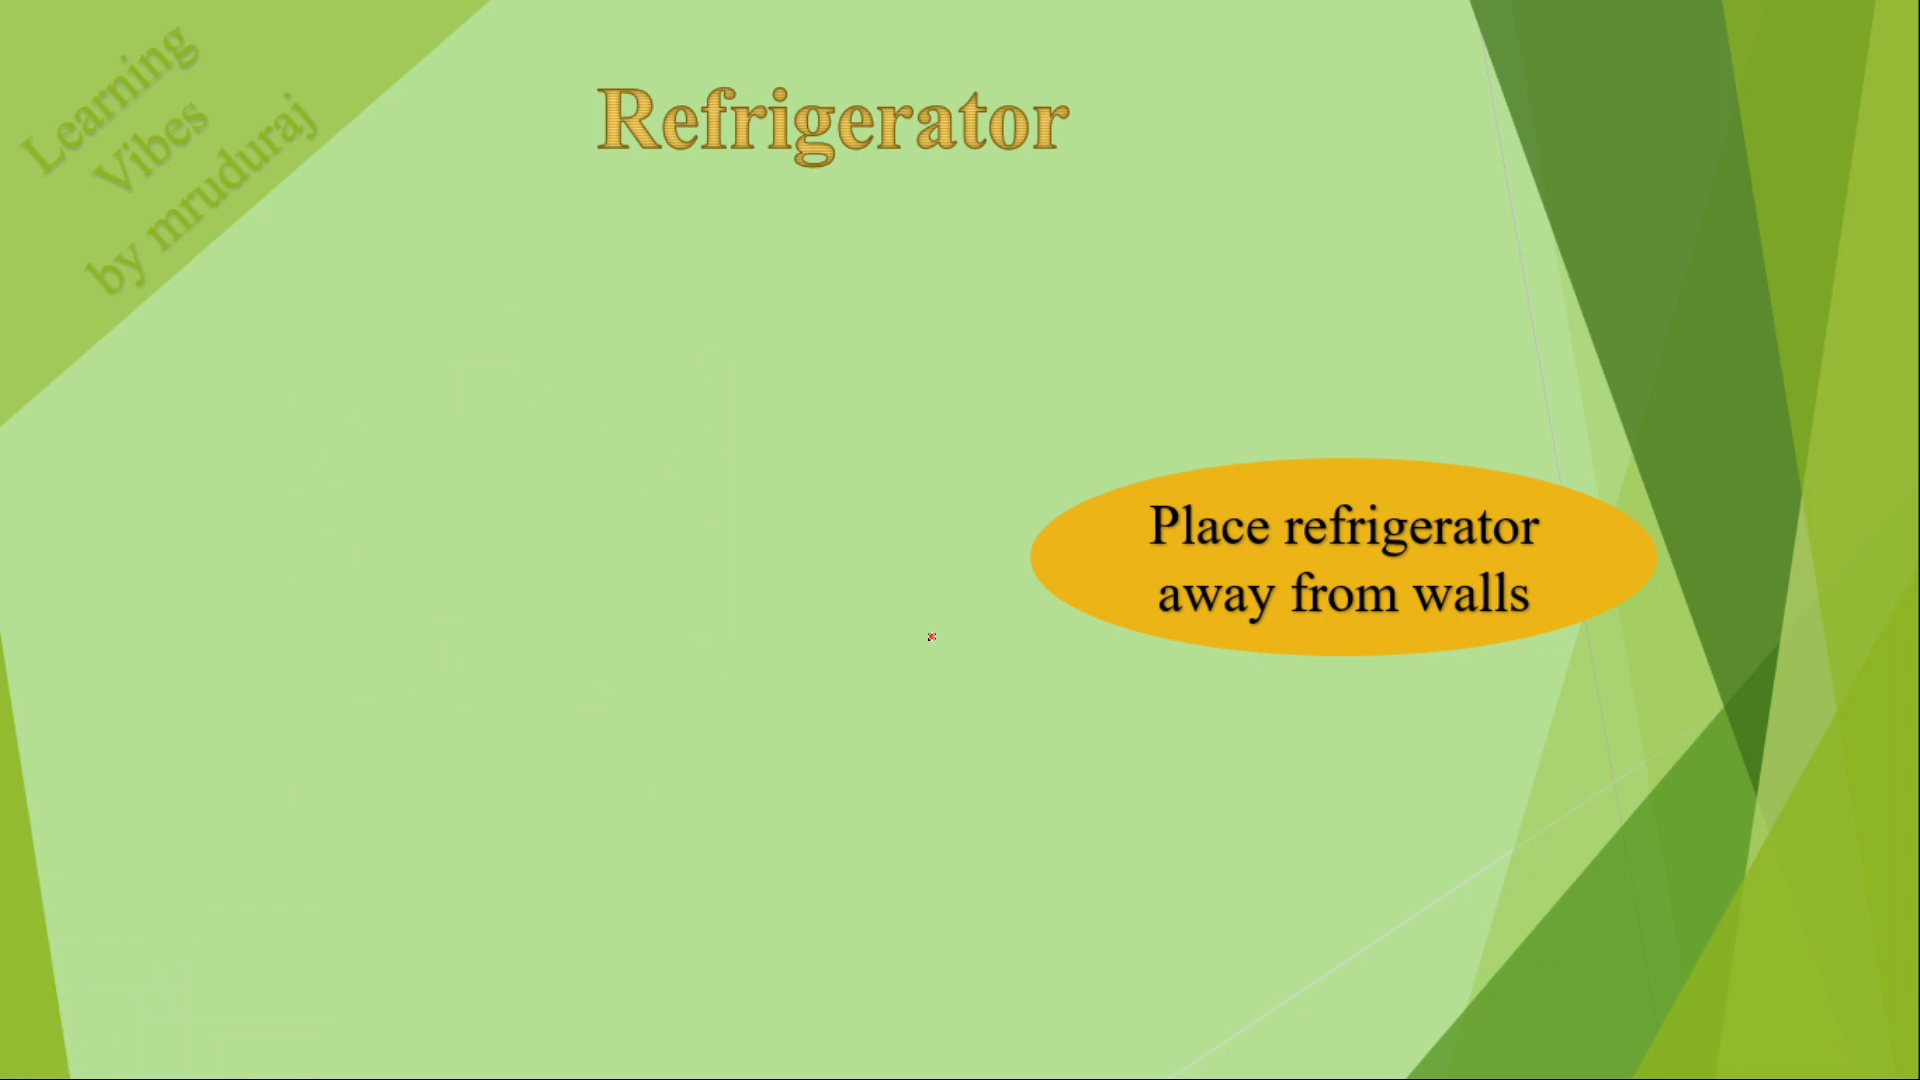 Learning
Vibes
by mruduraj
Refrigerator
Place refrigerator
away from walls